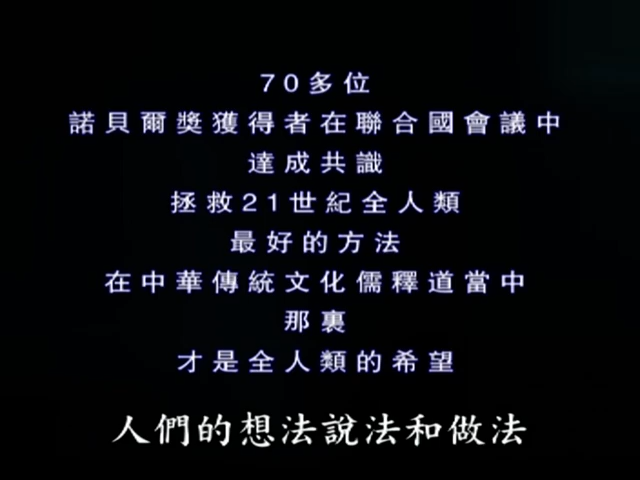 70多位
諾貝爾獎獲得者在聯合國會議中
達成共識
拯救21世紀全人類
最好的方法
在中華傳統文化儒釋道當中
那裏
才是全人類的希望
人們的想法說法和做法